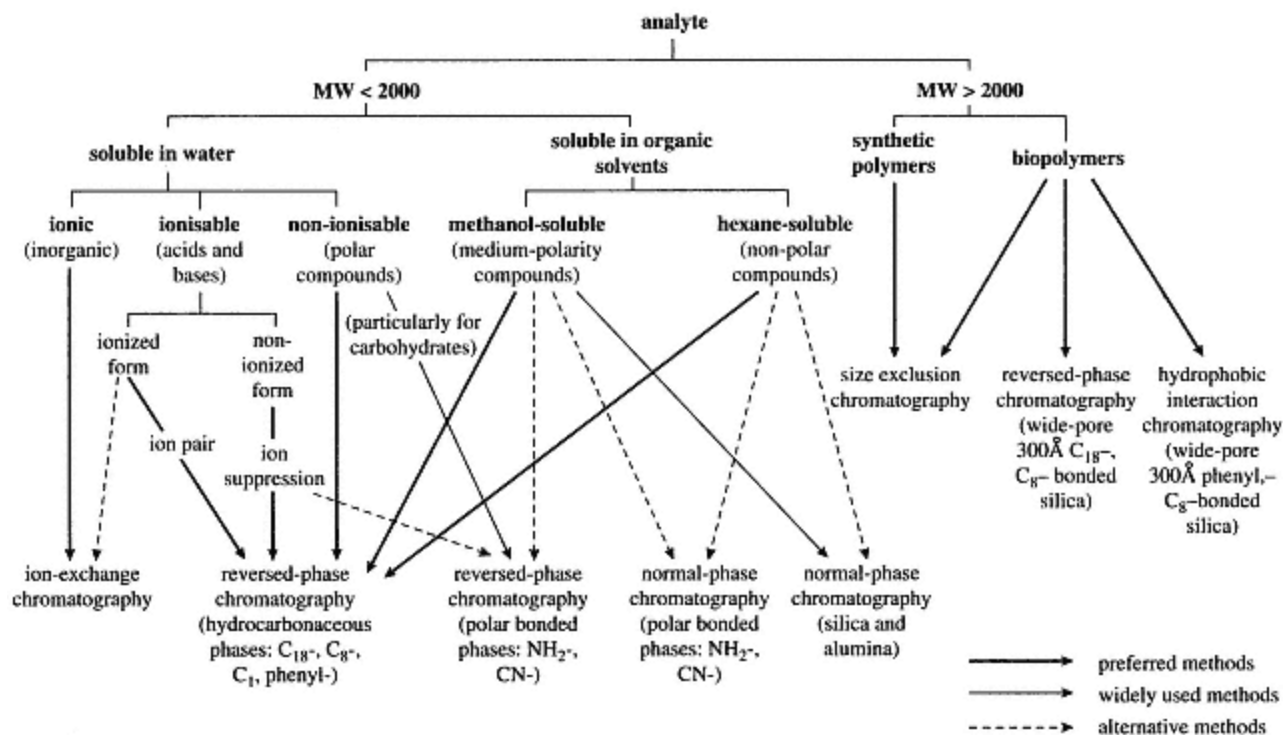 analyte
MW < 2000
MW > 2000
soluble in water
soluble in organic
solvents
synthetic
polymers
biopolymers
ionic
(inorganic)
ionisable
(acids and
bases)
non-ionisable
(polar
compounds)
methanol-soluble
(medium-polarity
compounds)
hexane-soluble
(non-polar
compounds)
ionized
form
non-
ionized
form
(particularly for
carbohydrates)
ion pair
ion
suppression
size exclusion
chromatography
reversed-phase
chromatography
(wide-pore
300Å C₁₈–,
C₈– bonded
silica)
hydrophobic
interaction
chromatography
(wide-pore
300Å phenyl,–
C₈–bonded
silica)
ion-exchange
chromatography
reversed-phase
chromatography
(hydrocarbonaceous
phases: C₁₈-, C₈-,
C₁, phenyl-)
reversed-phase
chromatography
(polar bonded
phases: NH₂-,
CN-)
normal-phase
chromatography
(polar bonded
phases: NH₂-,
CN-)
normal-phase
chromatography
(silica and
alumina)
preferred methods
widely used methods
alternative methods